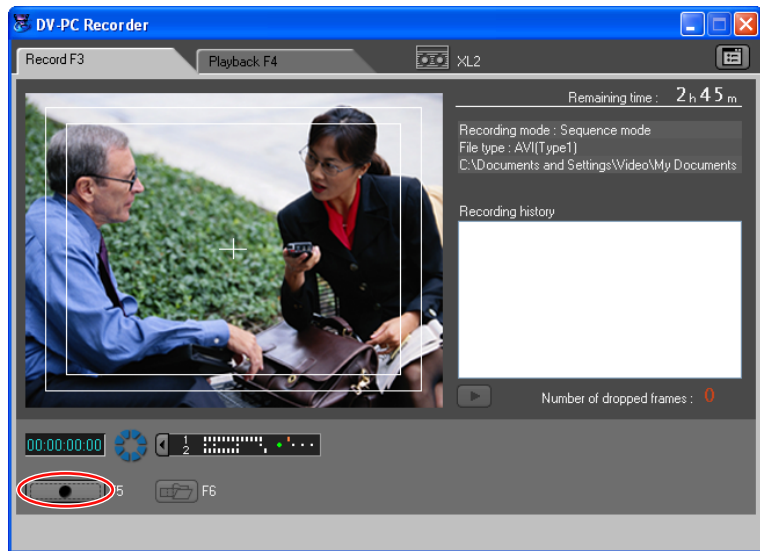 DV-PC Recorder
Record F3
Playback F4
XL2
Remaining time : 2 h 45 m
Recording mode : Sequence mode
File type : AVI(Type1)
C:\Documents and Settings\Video\My Documents
Recording history
Number of dropped frames : 0
00:00:00:00
1
2
F5
F6